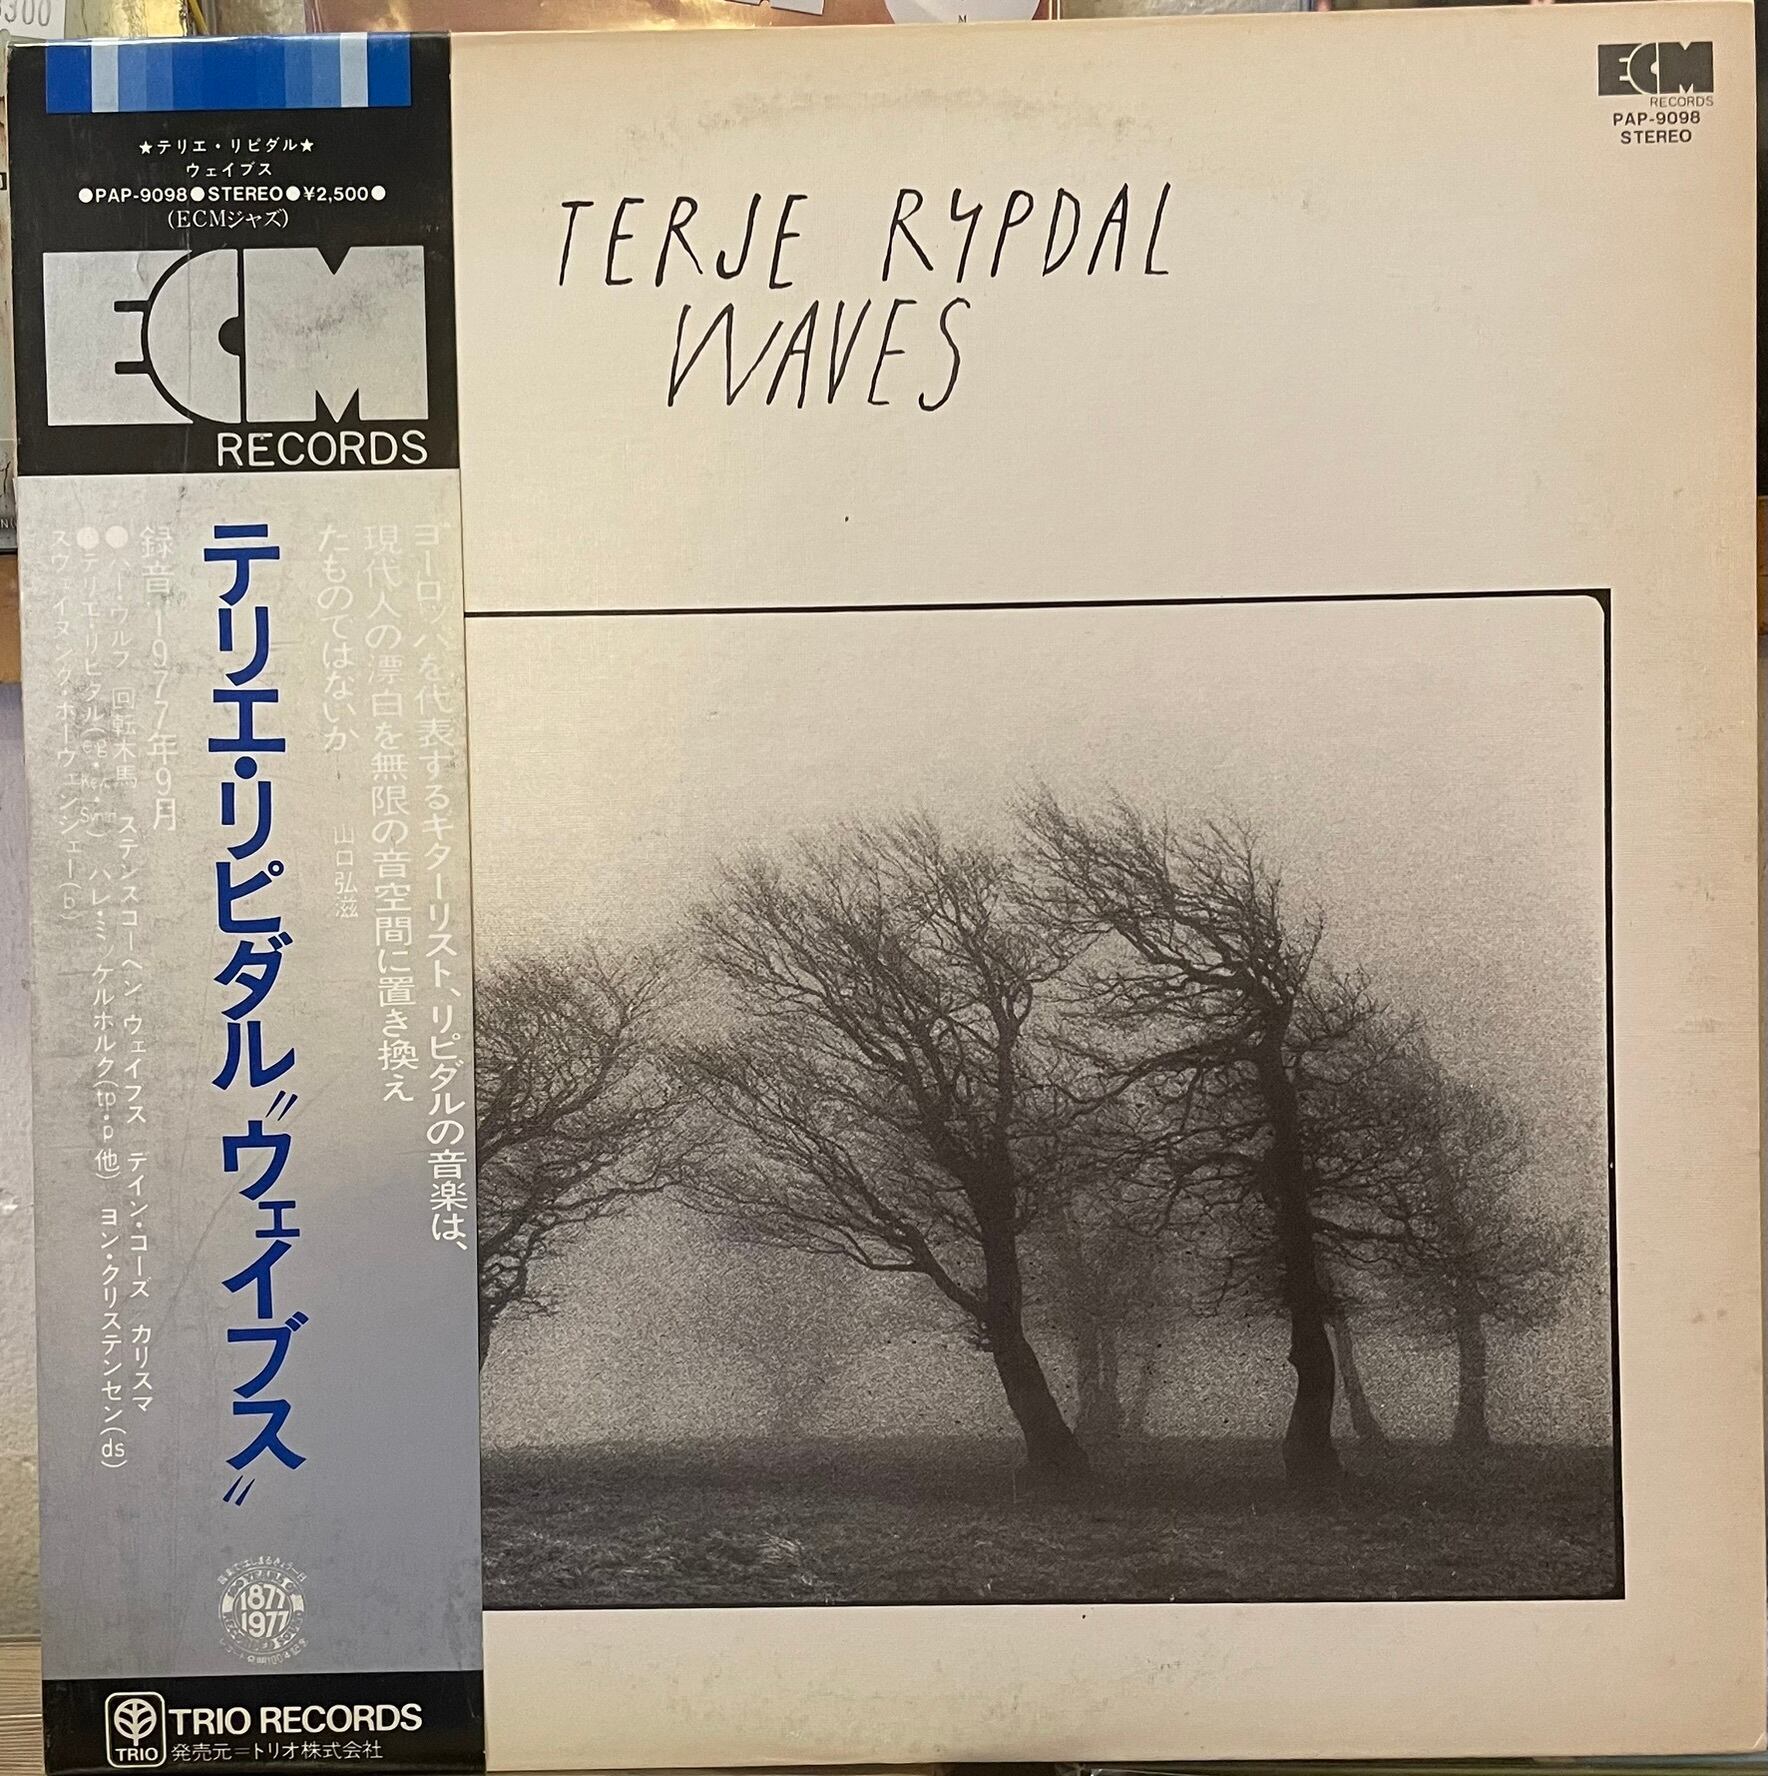 3300
★テリエ・リピダル★
ウェイブス
●PAP-9098●STEREO●¥2,500●
(ECMジャズ)
ECM
RECORDS
ヨーロッパを代表するギターリスト、リピダルの音楽は、
現代人の漂白を無限の音空間に置き換え
たものではないか
山口弘滋
テリエ・リピダル〝ウェイブス〟
録音―1977年9月
●パー・ウルフ 回転木馬 ステンスコーヘン ウェイブス デイン・コーズ カリスマ
●テリエ・リピダル(eg・Key・Synth) パレ・ミッケルボルク(tp・p他) ヨン・クリステンセン(ds)
スヴェイヌング・ホーヴェンシェー(b)
1877
1977
TRIO
TRIO RECORDS
発売元=トリオ株式会社
TERJE RYPDAL
WAVES
ECM
RECORDS
PAP-9098
STEREO